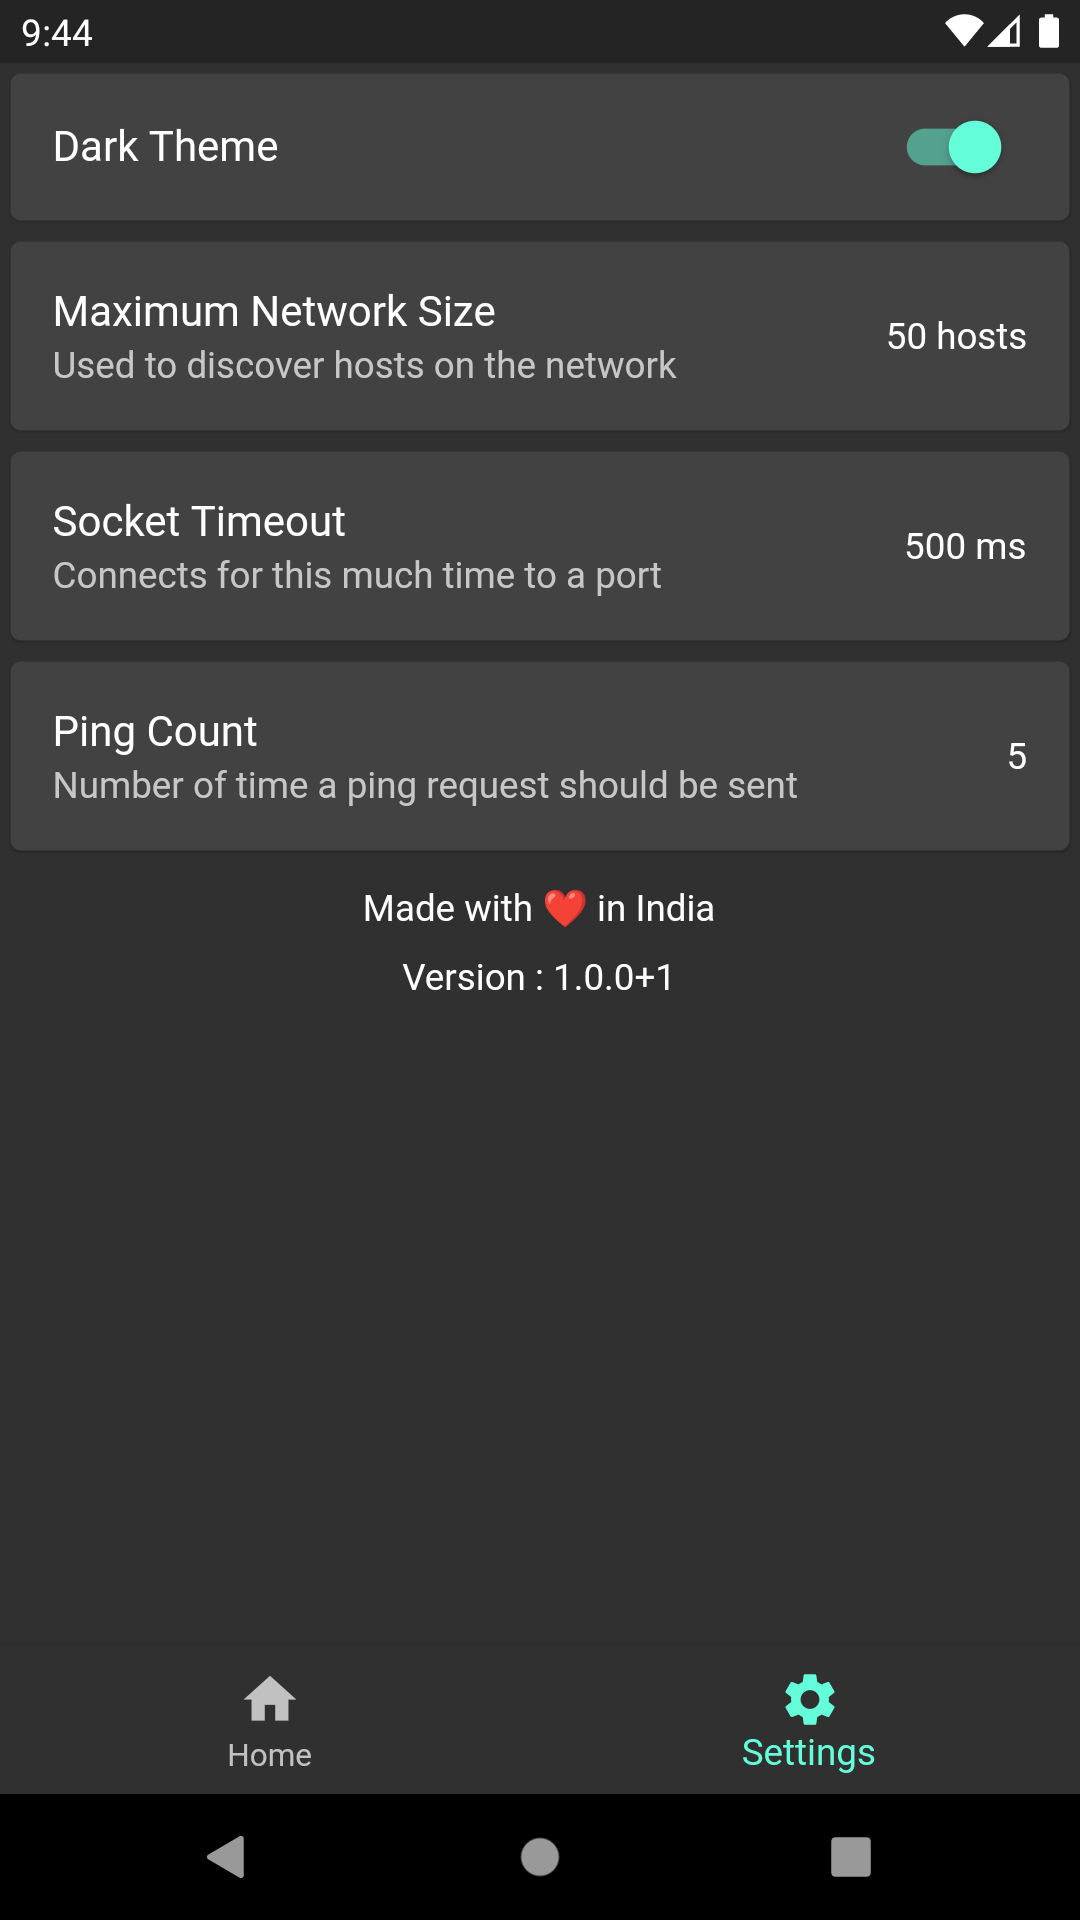 9:44
Dark Theme
Maximum Network Size
Used to discover hosts on the network
50 hosts
Socket Timeout
Connects for this much time to a port
500 ms
Ping Count
Number of time a ping request should be sent
5
Made with ❤️ in India
Version : 1.0.0+1
Home
Settings